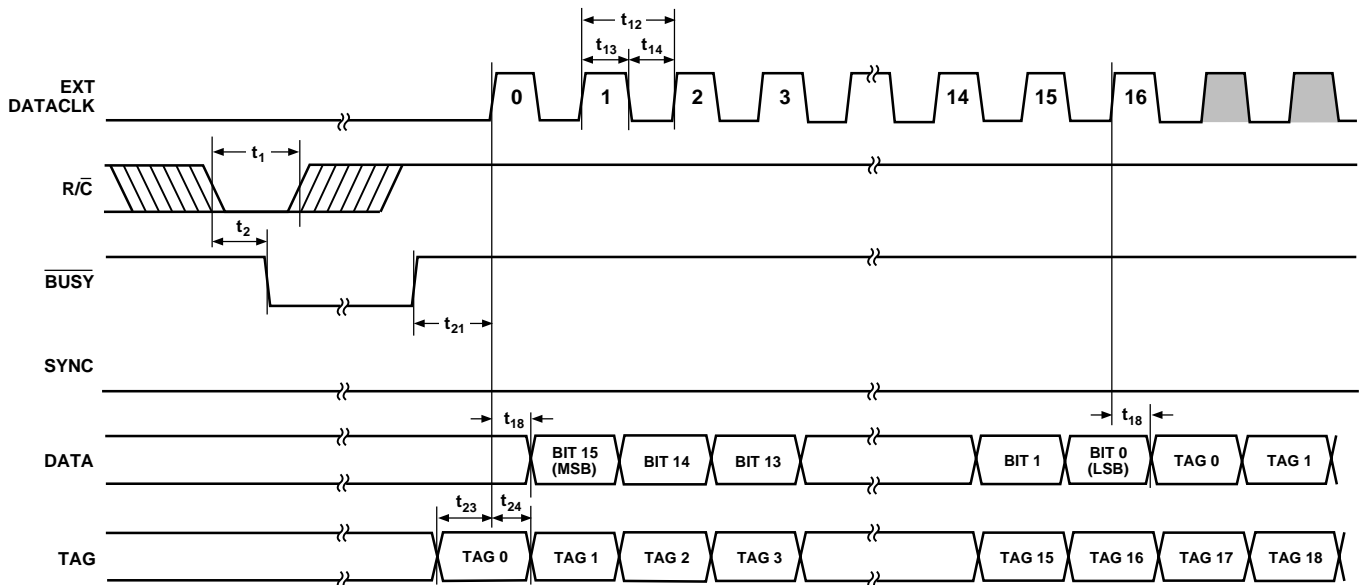 t12
t13 t14
EXT
DATACLK
0 1 2 3 14 15 16
t1
R/C̅
t2
B̅U̅S̅Y̅
t21
SYNC
t18 t18
DATA
BIT 15
(MSB)
BIT 14 BIT 13 BIT 1
BIT 0
(LSB)
TAG 0 TAG 1
t23 t24
TAG
TAG 0 TAG 1 TAG 2 TAG 3 TAG 15 TAG 16 TAG 17 TAG 18